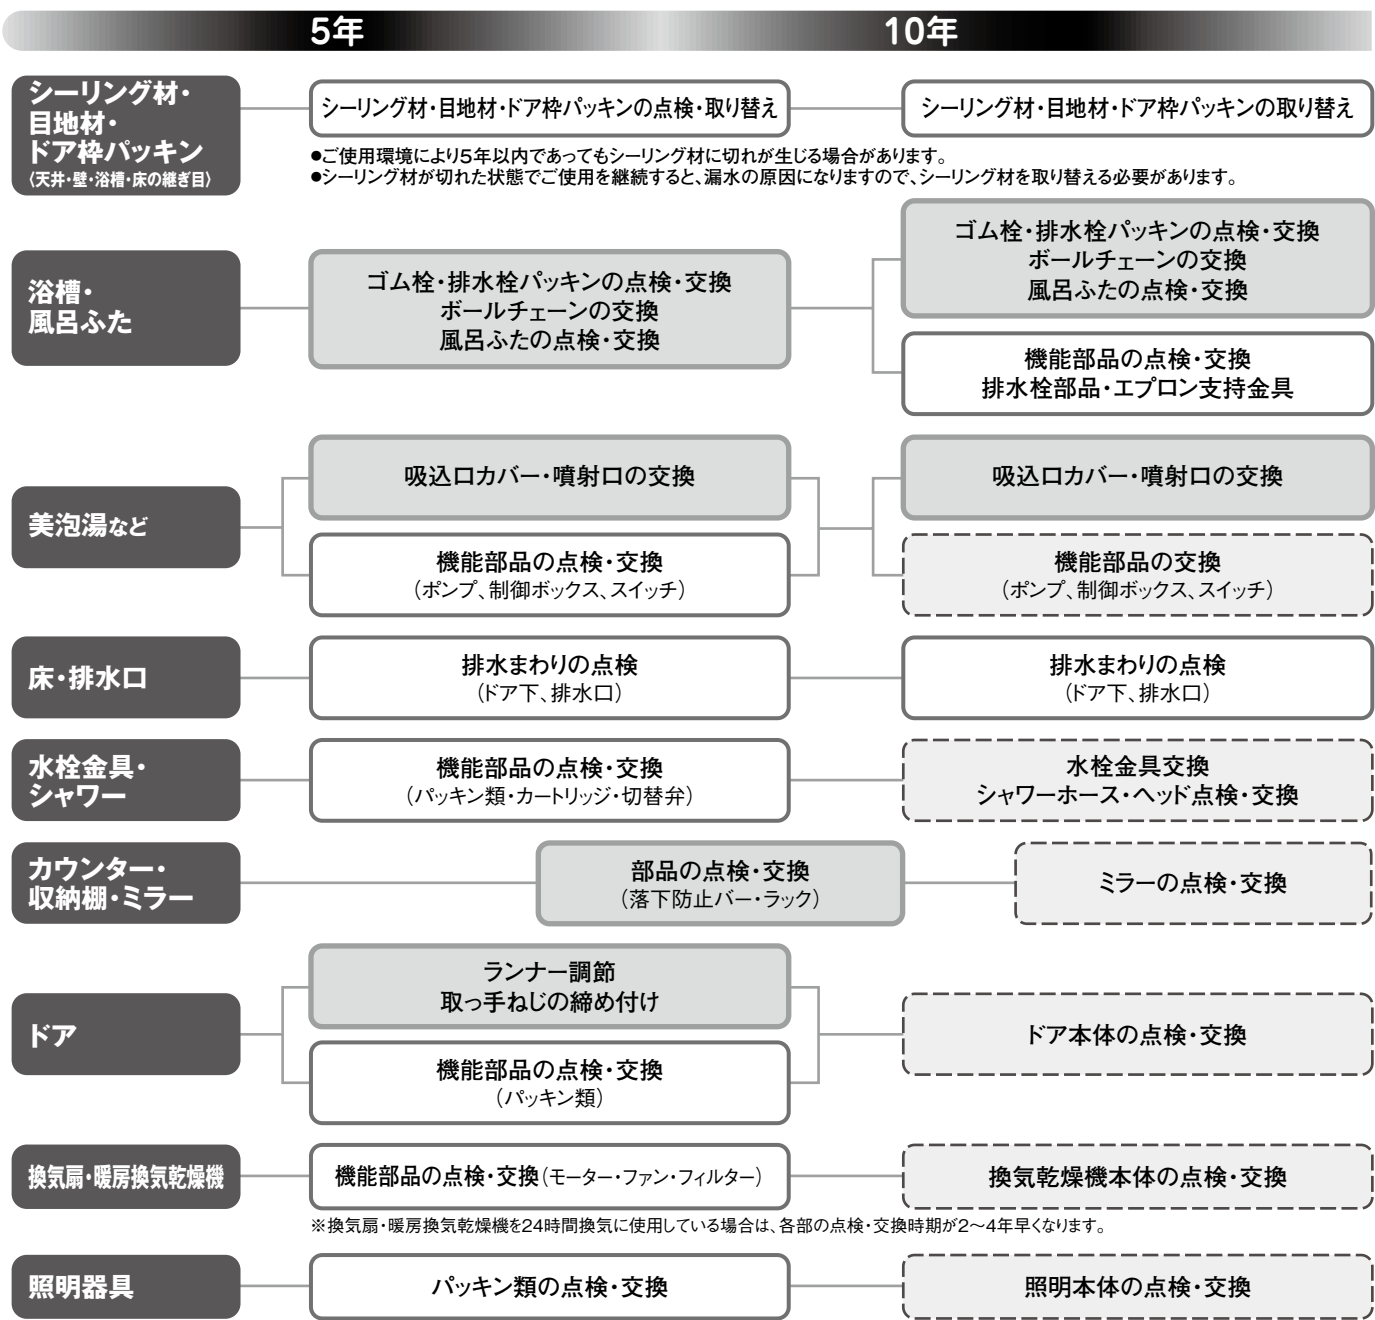 5年
10年
シーリング材・
目地材・
ドア枠パッキン
〈天井・壁・浴槽・床の継ぎ目〉
シーリング材・目地材・ドア枠パッキンの点検・取り替え
シーリング材・目地材・ドア枠パッキンの取り替え
●ご使用環境により5年以内であってもシーリング材に切れが生じる場合があります。
●シーリング材が切れた状態でご使用を継続すると、漏水の原因になりますので、シーリング材を取り替える必要があります。
浴槽・
風呂ふた
ゴム栓・排水栓パッキンの点検・交換
ボールチェーンの交換
風呂ふたの点検・交換
ゴム栓・排水栓パッキンの点検・交換
ボールチェーンの交換
風呂ふたの点検・交換
機能部品の点検・交換
排水栓部品・エプロン支持金具
美泡湯など
吸込口カバー・噴射口の交換
機能部品の点検・交換
（ポンプ、制御ボックス、スイッチ）
吸込口カバー・噴射口の交換
機能部品の交換
（ポンプ、制御ボックス、スイッチ）
床・排水口
排水まわりの点検
（ドア下、排水口）
排水まわりの点検
（ドア下、排水口）
水栓金具・
シャワー
機能部品の点検・交換
（パッキン類・カートリッジ・切替弁）
水栓金具交換
シャワーホース・ヘッド点検・交換
カウンター・
収納棚・ミラー
部品の点検・交換
（落下防止バー・ラック）
ミラーの点検・交換
ドア
ランナー調節
取っ手ねじの締め付け
機能部品の点検・交換
（パッキン類）
ドア本体の点検・交換
換気扇・暖房換気乾燥機
機能部品の点検・交換（モーター・ファン・フィルター）
換気乾燥機本体の点検・交換
※換気扇・暖房換気乾燥機を24時間換気に使用している場合は、各部の点検・交換時期が2〜4年早くなります。
照明器具
パッキン類の点検・交換
照明本体の点検・交換